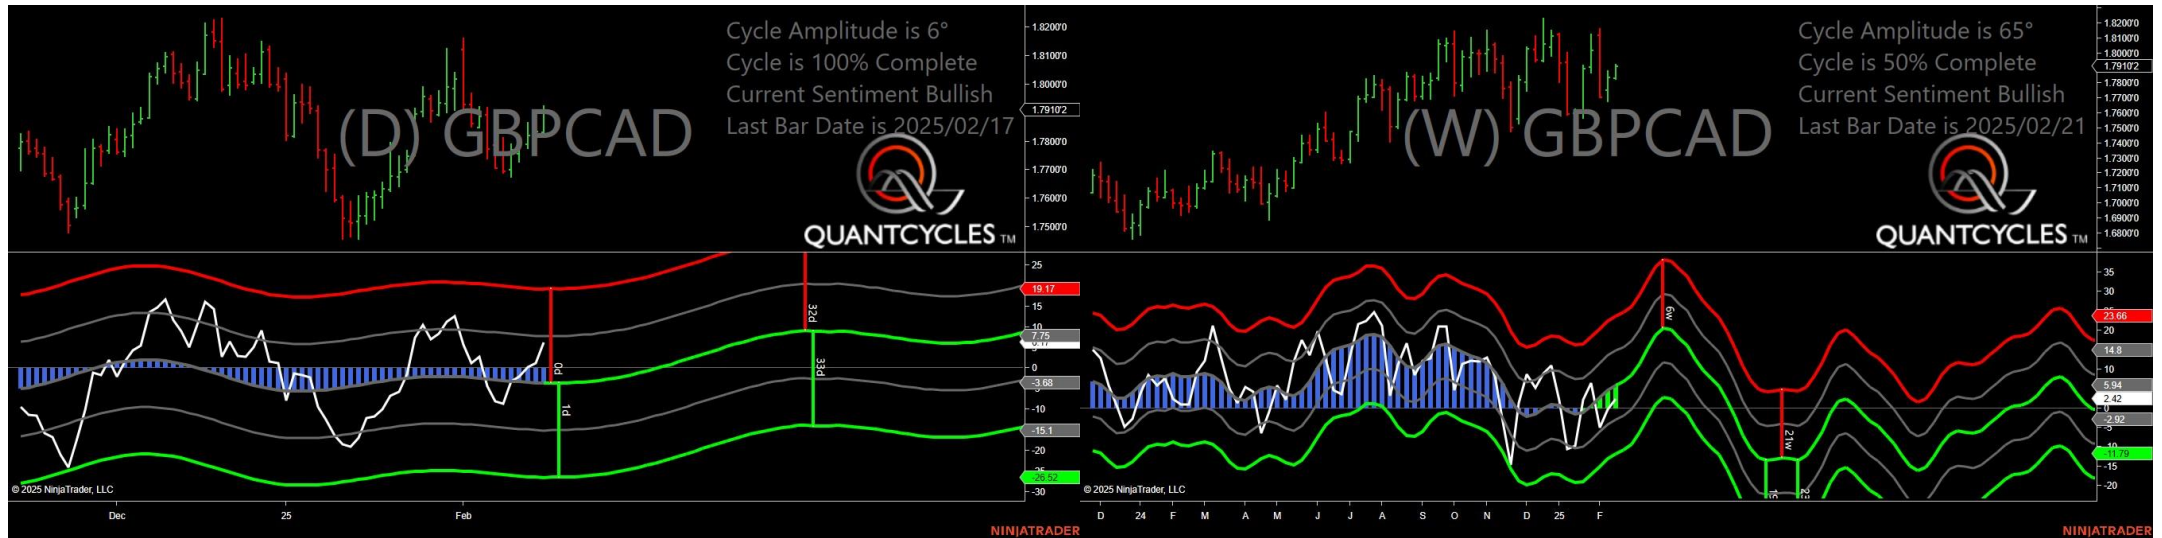 Cycle Amplitude is 6°
Cycle is 100% Complete
Current Sentiment Bullish
Last Bar Date is 2025/02/17
(D) GBPCAD
QUANTCYCLES TM
1.8200'0
1.8100'0
1.8000'0
1.7910'2
1.7800'0
1.7700'0
1.7600'0
1.7500'0
25
19.17
15
10
7.75
0
-3.68
-10
-15.1
-20
-26.52
-30
0d
1d
32d
33d
© 2025 NinjaTrader, LLC
Dec
25
Feb
NINJATRADER
Cycle Amplitude is 65°
Cycle is 50% Complete
Current Sentiment Bullish
Last Bar Date is 2025/02/21
(W) GBPCAD
QUANTCYCLES TM
1.8200'0
1.8100'0
1.8000'0
1.7910'2
1.7800'0
1.7700'0
1.7600'0
1.7500'0
1.7400'0
1.7300'0
1.7200'0
1.7100'0
1.7000'0
1.6900'0
1.6800'0
35
30
23.66
20
14.8
10
5.94
2.42
0
-2.92
-5
-10
-11.79
-15
-20
6w
21w
© 2025 NinjaTrader, LLC
D 24 F M A M J J A S O N D 25 F
NINJATRADER